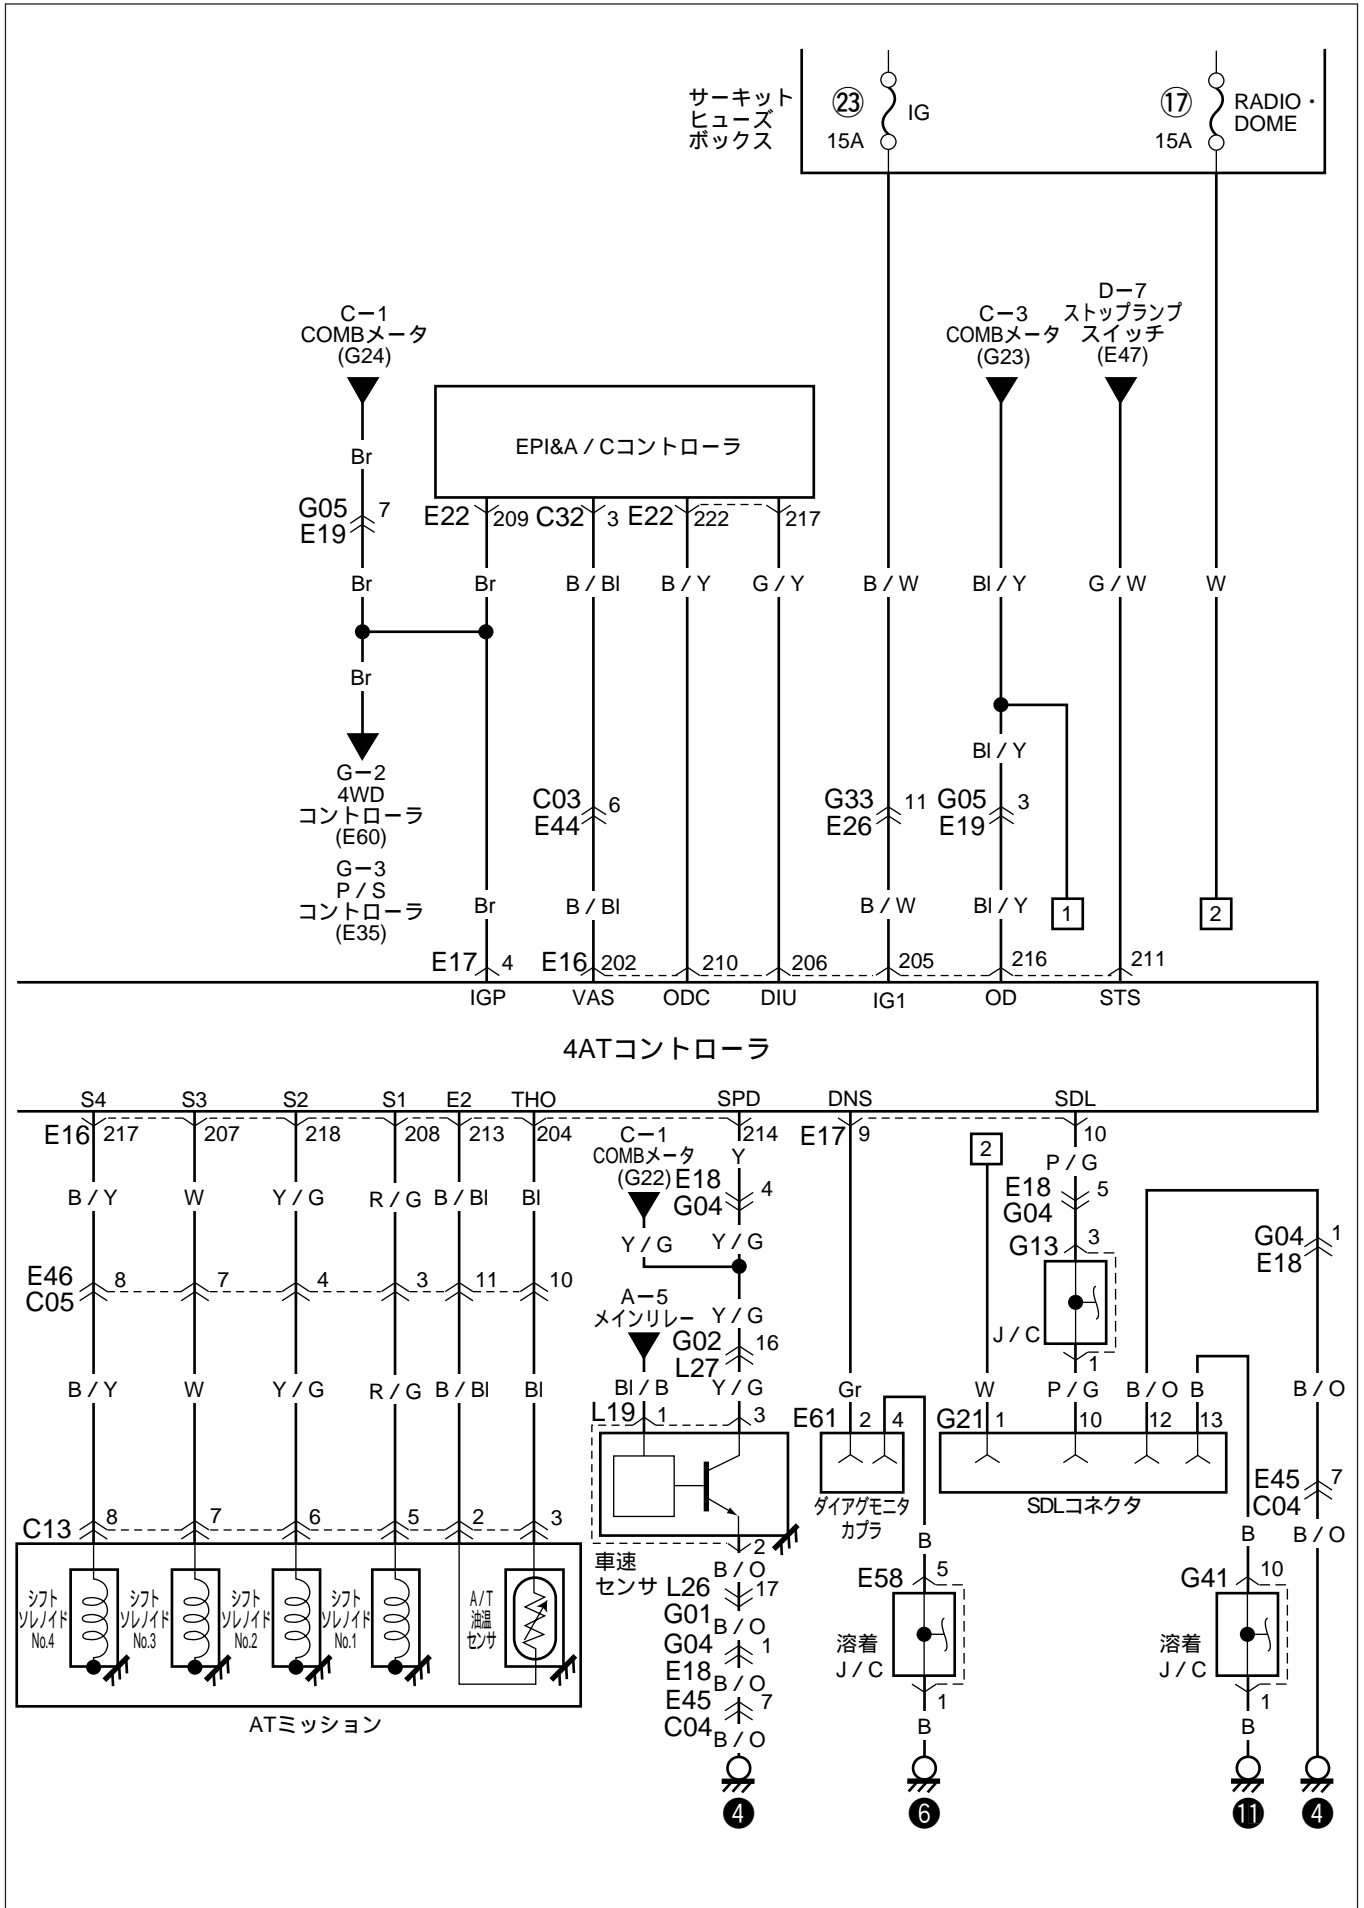 サーキット
ヒューズ
ボックス
23
15A
IG
17
15A
RADIO・
DOME
C－1
COMBメータ
(G24)
C－3
COMBメータ
(G23)
D－7
ストップランプ
スイッチ
(E47)
EPI&A / Cコントローラ
Br
G05
E19
7
E22
209
C32
3
E22
222
217
Br
Br
B / Bl
B / Y
G / Y
B / W
Bl / Y
G / W
W
Br
Bl / Y
G－2
4WD
コントローラ
(E60)
G－3
P / S
コントローラ
(E35)
C03
E44
6
G33
E26
11
G05
E19
3
Br
B / Bl
B / W
Bl / Y
1
2
E17
4
E16
202
210
206
205
216
211
IGP
VAS
ODC
DIU
IG1
OD
STS
4ATコントローラ
S4
S3
S2
S1
E2
THO
SPD
DNS
SDL
E16
217
207
218
208
213
204
214
E17
9
10
C－1
COMBメータ
(G22)
Y
2
P / G
E18
G04
4
E18
G04
5
B / Y
W
Y / G
R / G
B / Bl
Bl
Y / G
Y / G
G13
3
G04
E18
1
E46
C05
8
7
4
3
11
10
A－5
メインリレー
Y / G
G02
L27
16
J / C
1
B / Y
W
Y / G
R / G
B / Bl
Bl
Bl / B
Y / G
Gr
W
P / G
B / O
B
B / O
L19
1
3
E61
2
4
G21
1
10
12
13
ダイアグモニタ
カプラ
SDLコネクタ
E45
C04
7
C13
8
7
6
5
2
3
車速
センサ
2
B / O
B
B
B / O
シフト
ソレノイド
No.4
シフト
ソレノイド
No.3
シフト
ソレノイド
No.2
シフト
ソレノイド
No.1
A/T
油温
センサ
L26
G01
17
B / O
G04
E18
1
B / O
E45
C04
7
B / O
E58
5
溶着
J / C
1
B
G41
10
溶着
J / C
1
B
ATミッション
4
6
11
4